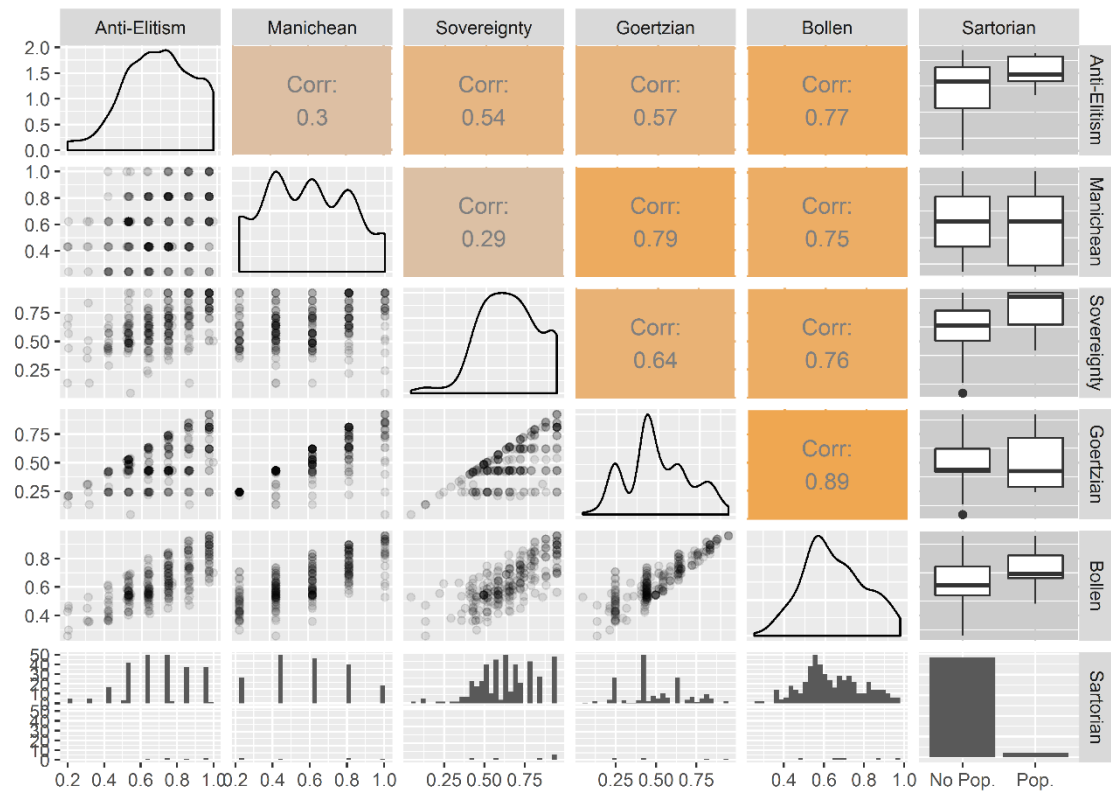 Anti-Elitism Manichean Sovereignty Goertzian Bollen Sartorian
2.0
1.5
1.0
0.5
0.0
Corr:
0.3
Corr:
0.54
Corr:
0.57
Corr:
0.77
Anti-Elitism
1.0
0.8
0.6
0.4
Corr:
0.29
Corr:
0.79
Corr:
0.75
Manichean
0.75
0.50
0.25
Corr:
0.64
Corr:
0.76
Sovereignty
0.75
0.50
0.25
Corr:
0.89
Goertzian
0.8
0.6
0.4
Bollen
50
40
30
20
10
0
50
40
30
20
10
0
Sartorian
0.2 0.4 0.6 0.8 1.0
0.4 0.6 0.8 1.0
0.25 0.50 0.75
0.25 0.50 0.75
0.4 0.6 0.8 1.0
No Pop. Pop.